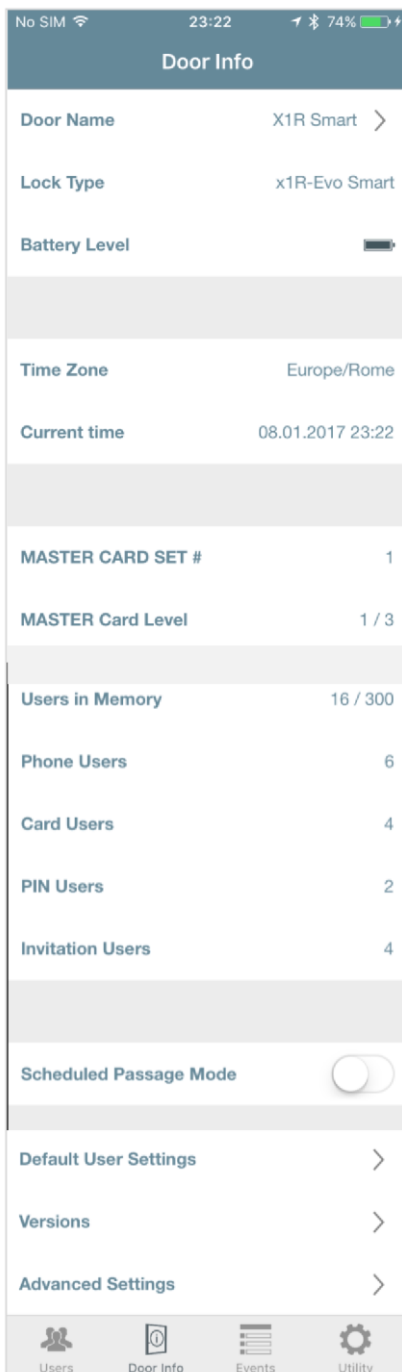 No SIM 23:22 74%
Door Info
Door Name X1R Smart
Lock Type x1R-Evo Smart
Battery Level
Time Zone Europe/Rome
Current time 08.01.2017 23:22
MASTER CARD SET # 1
MASTER Card Level 1 / 3
Users in Memory 16 / 300
Phone Users 6
Card Users 4
PIN Users 2
Invitation Users 4
Scheduled Passage Mode
Default User Settings
Versions
Advanced Settings
Users Door Info Events Utility